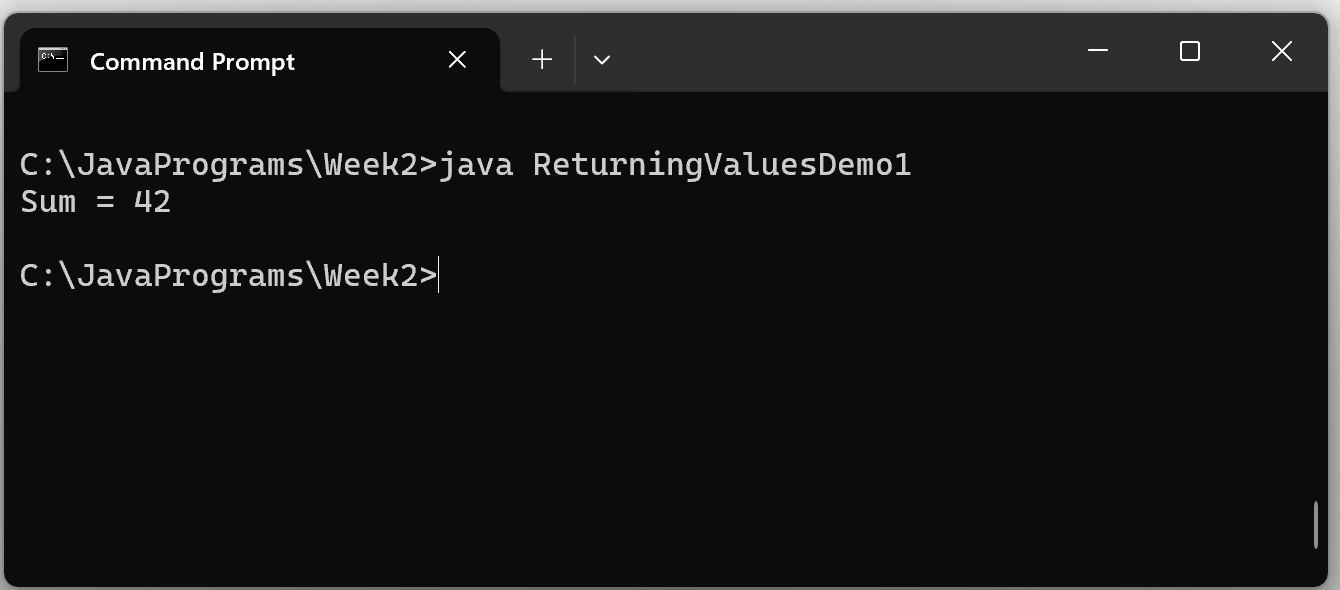 Command Prompt
C:\JavaPrograms\Week2>java ReturningValuesDemo1
Sum = 42
C:\JavaPrograms\Week2>